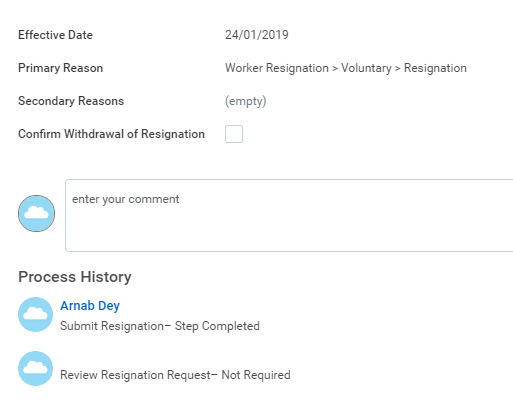 Effective Date 24/01/2019
Primary Reason Worker Resignation > Voluntary > Resignation
Secondary Reasons (empty)
Confirm Withdrawal of Resignation
enter your comment
Process History
Arnab Dey
Submit Resignation– Step Completed
Review Resignation Request– Not Required